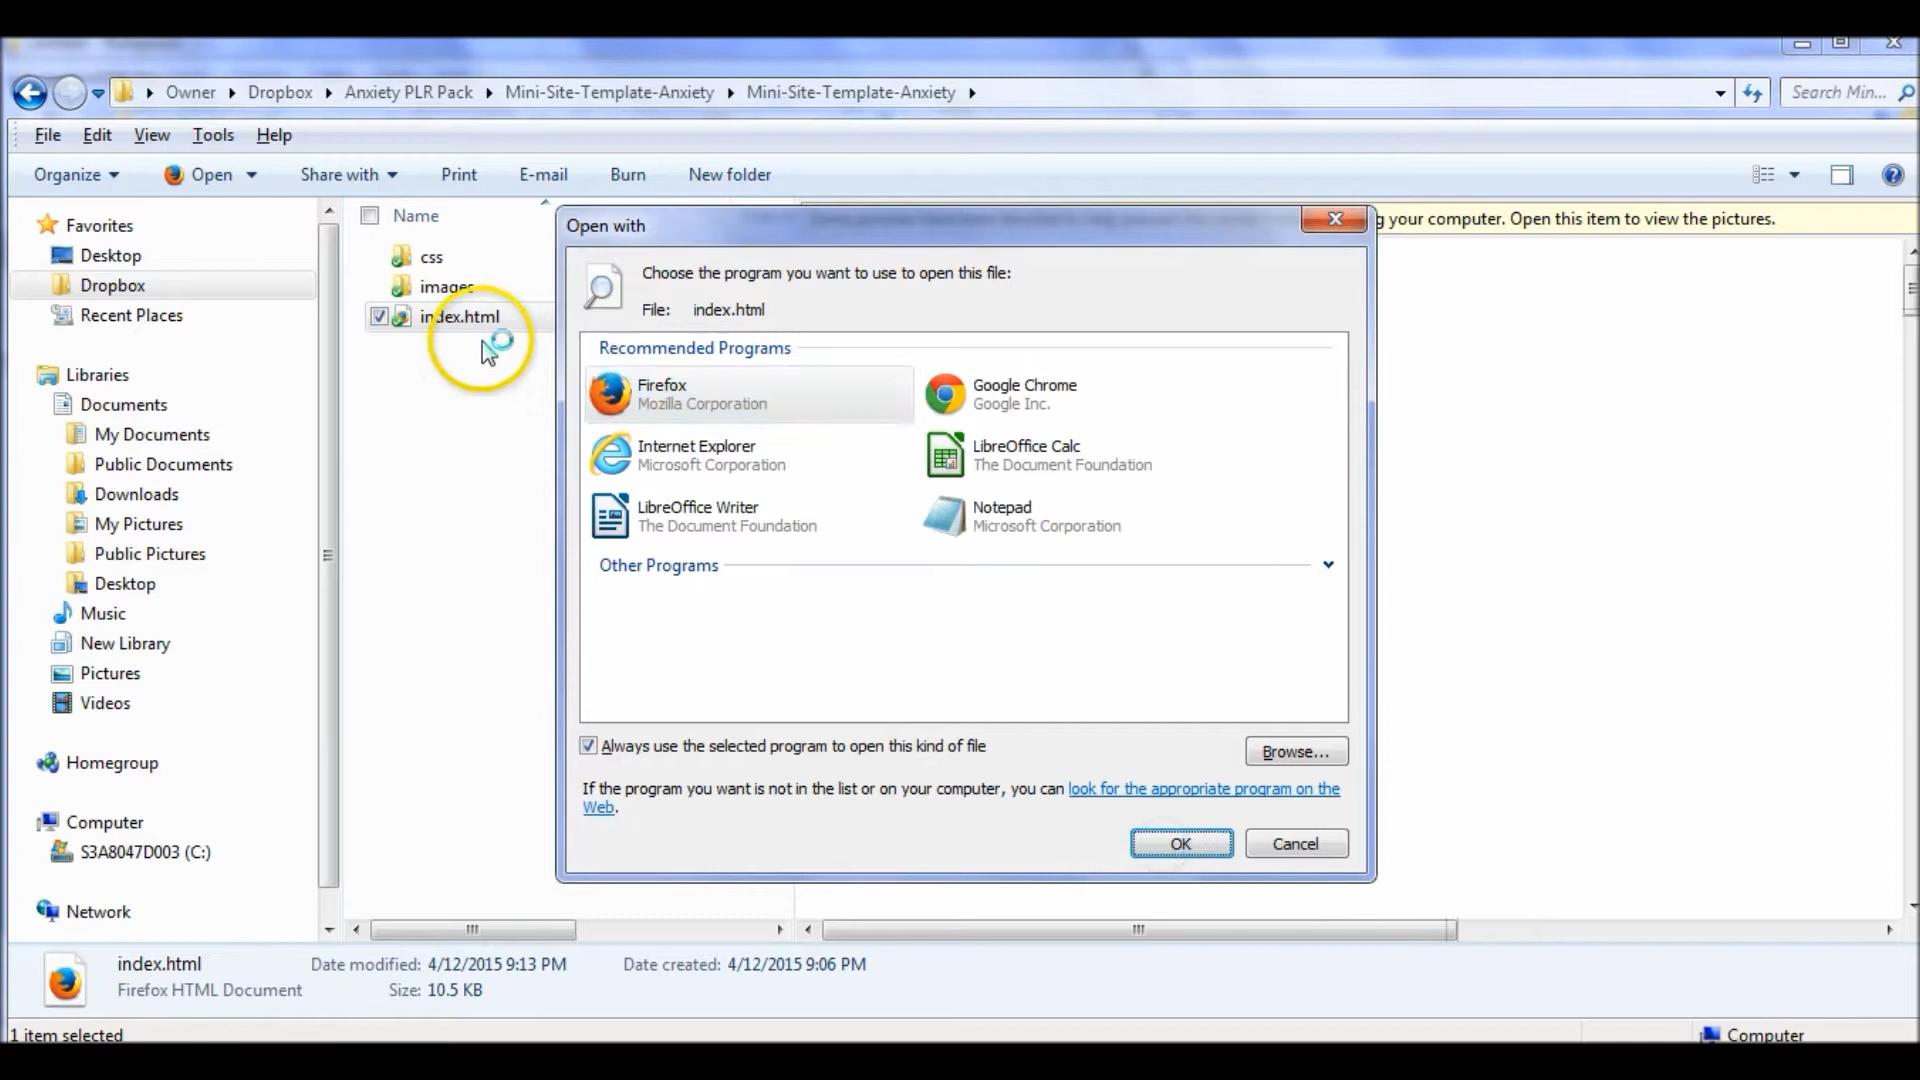 Owner Dropbox Anxiety PLR Pack Mini-Site-Template-Anxiety Mini-Site-Template-Anxiety
Search Min...
File Edit View Tools Help
Organize Open Share with Print E-mail Burn New folder
Favorites
Desktop
Dropbox
Recent Places
Libraries
Documents
My Documents
Public Documents
Downloads
My Pictures
Public Pictures
Desktop
Music
New Library
Pictures
Videos
Homegroup
Computer
S3A8047D003 (C:)
Network
Name
css
images
index.html
your computer. Open this item to view the pictures.
Open with
Choose the program you want to use to open this file:
File: index.html
Recommended Programs
Firefox
Mozilla Corporation
Google Chrome
Google Inc.
Internet Explorer
Microsoft Corporation
LibreOffice Calc
The Document Foundation
LibreOffice Writer
The Document Foundation
Notepad
Microsoft Corporation
Other Programs
Always use the selected program to open this kind of file
Browse...
If the program you want is not in the list or on your computer, you can look for the appropriate program on the
Web.
OK Cancel
index.html Date modified: 4/12/2015 9:13 PM Date created: 4/12/2015 9:06 PM
Firefox HTML Document Size: 10.5 KB
1 item selected
Computer